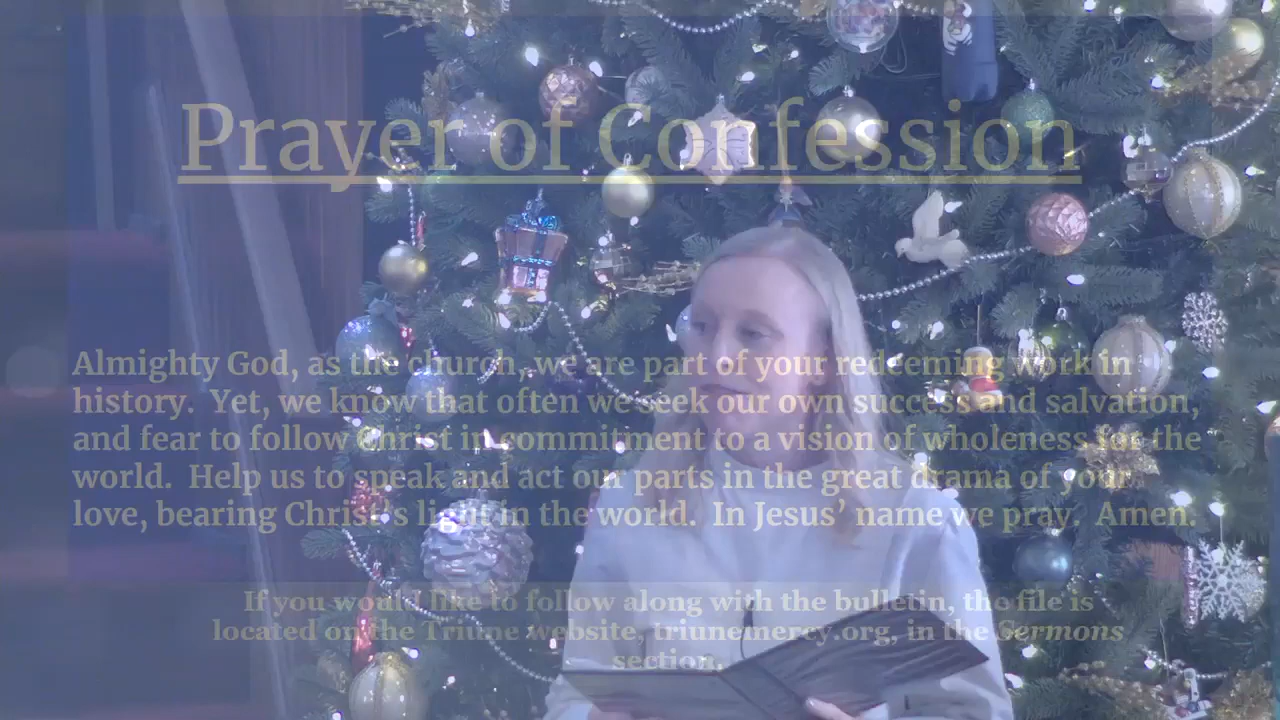 Prayer of Confession
Almighty God, as the church, we are part of your redeeming work in
history. Yet, we know that often we seek our own success and salvation,
and fear to follow Christ in commitment to a vision of wholeness for the
world. Help us to speak and act our parts in the great drama of your
love, bearing Christ's light in the world. In Jesus' name we pray. Amen.
If you would like to follow along with the bulletin, the file is
located on the Triune website, triunemercy.org, in the Sermons
section.